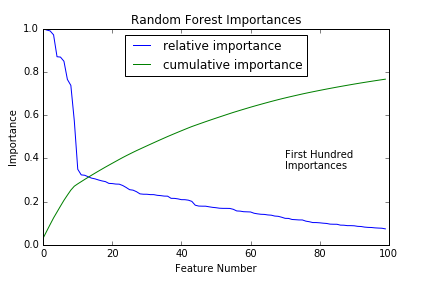 Random Forest Importances
relative importance
cumulative importance
First Hundred
Importances
Importance
1.0
0.8
0.6
0.4
0.2
0.0
0
20
40
60
80
100
Feature Number